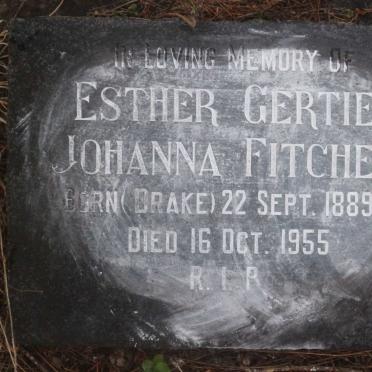 IN LOVING MEMORY OF
ESTHER GERTIE
JOHANNA FITCHE
BORN (DRAKE) 22 SEPT. 1889
DIED 16 OCT. 1955
R.I.P.